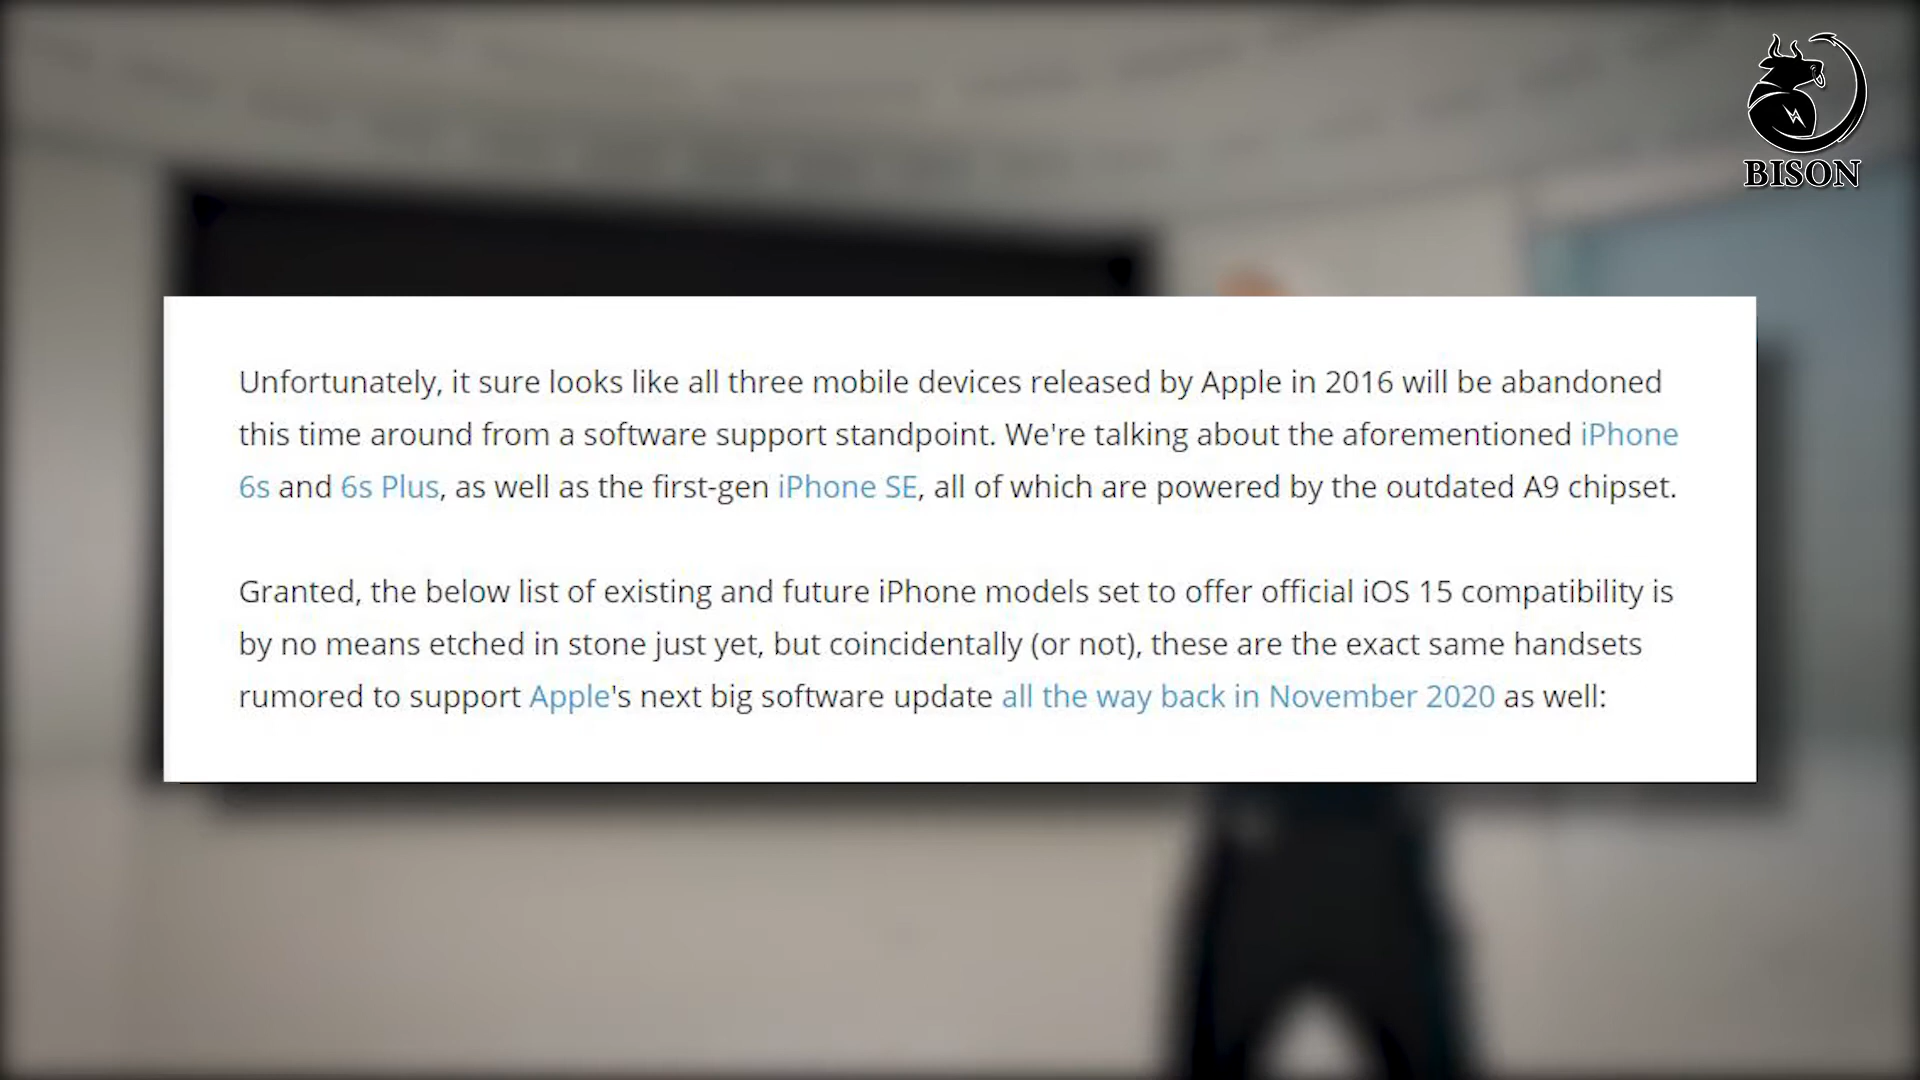 BISON
Unfortunately, it sure looks like all three mobile devices released by Apple in 2016 will be abandoned
this time around from a software support standpoint. We're talking about the aforementioned iPhone
6s and 6s Plus, as well as the first-gen iPhone SE, all of which are powered by the outdated A9 chipset.
Granted, the below list of existing and future iPhone models set to offer official iOS 15 compatibility is
by no means etched in stone just yet, but coincidentally (or not), these are the exact same handsets
rumored to support Apple's next big software update all the way back in November 2020 as well: